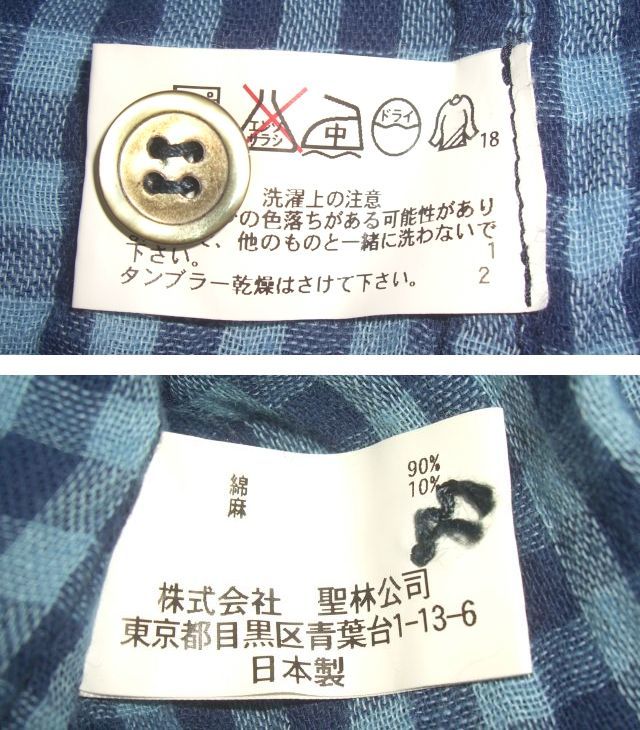 エンソ
サラシ
中
ドライ
18
洗濯上の注意
の色落ちがある可能性があり
、他のものと一緒に洗わないで
下さい。 1
タンブラー乾燥はさけて下さい。 2
綿 90%
麻 10%
株式会社 聖林公司
東京都目黒区青葉台1-13-6
日本製